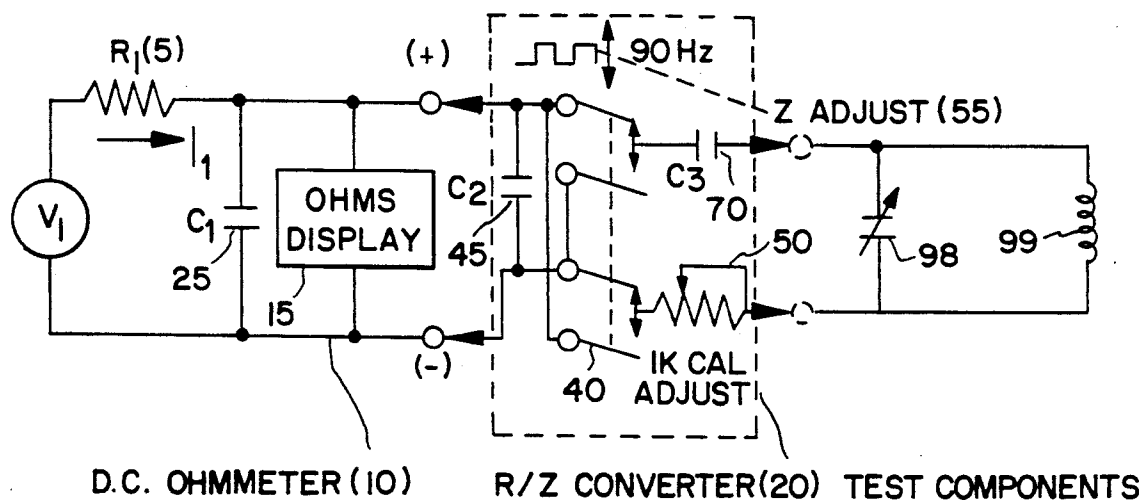 R1(5)
(+)
90 Hz
Z ADJUST (55)
I1
V1
C1
25
OHMS
DISPLAY
15
C2
45
C3
70
50
98
99
(-)
40
1K CAL
ADJUST
D.C. OHMMETER (10)
R/Z CONVERTER (20)
TEST COMPONENTS